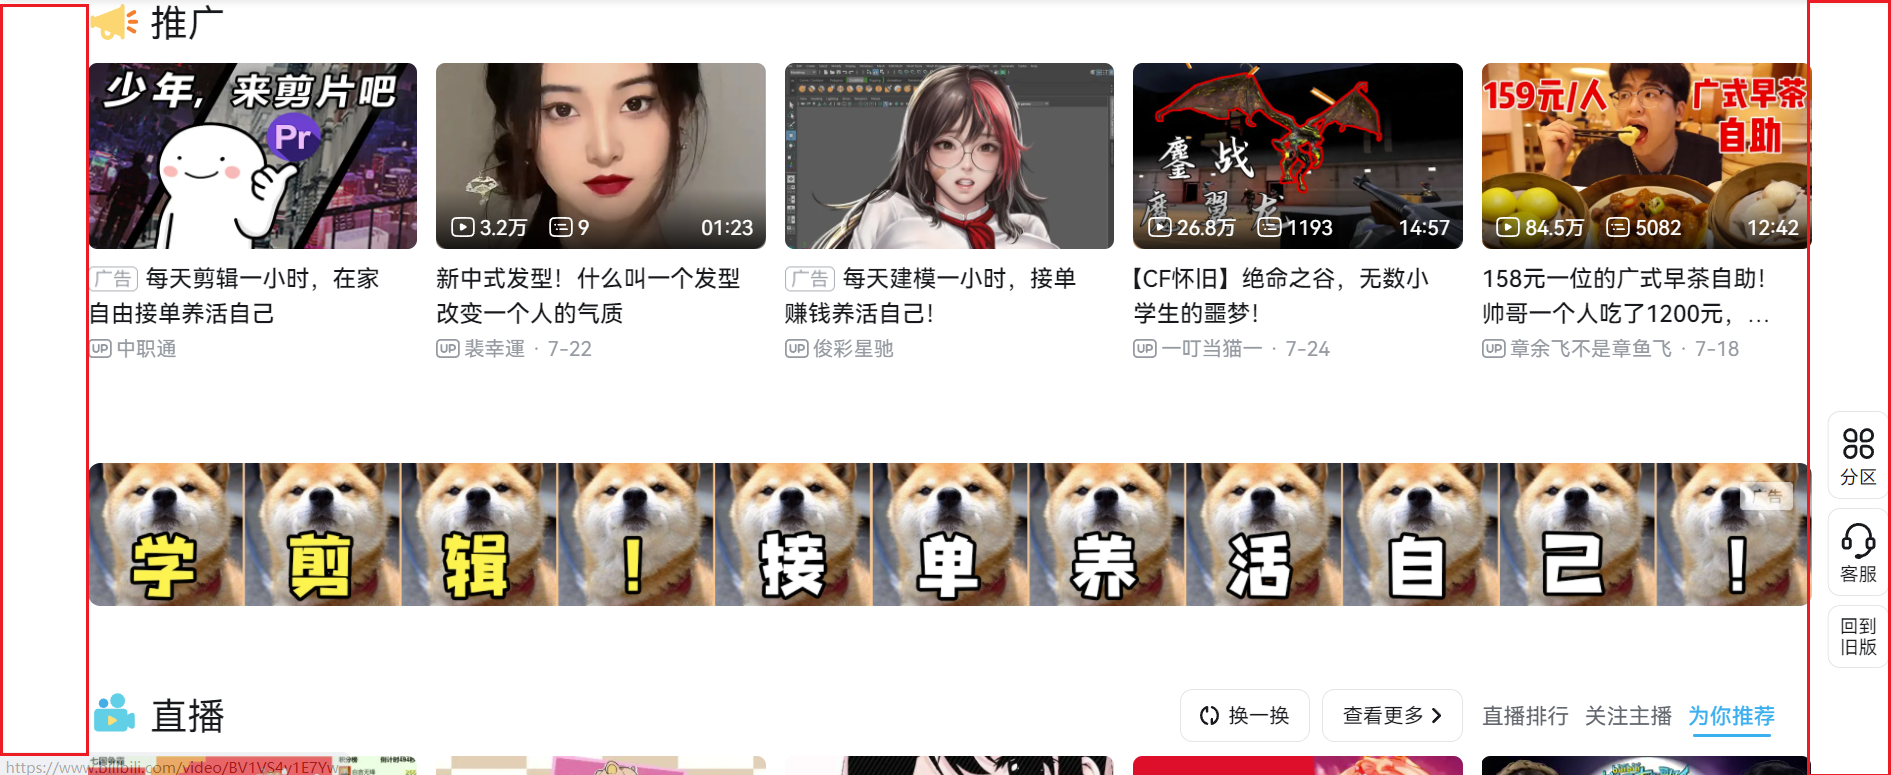 推广
少年，来剪片吧
Pr
3.2万 9 01:23
鏖战
鹰翼龙
26.8万 1193 14:57
159元/人 广式早茶
自助
84.5万 5082 12:42
广告 每天剪辑一小时，在家
自由接单养活自己
UP 中职通
新中式发型！什么叫一个发型
改变一个人的气质
UP 裴幸運 · 7-22
广告 每天建模一小时，接单
赚钱养活自己！
UP 俊彩星驰
【CF怀旧】绝命之谷，无数小
学生的噩梦！
UP 一叮当猫一 · 7-24
158元一位的广式早茶自助！
帅哥一个人吃了1200元，...
UP 章余飞不是章鱼飞 · 7-18
广告
学剪辑！接单养活自己！
分区
客服
回到
旧版
直播
换一换
查看更多
直播排行 关注主播 为你推荐
https://www.bilibili.com/video/BV1VS4y1E7Yw